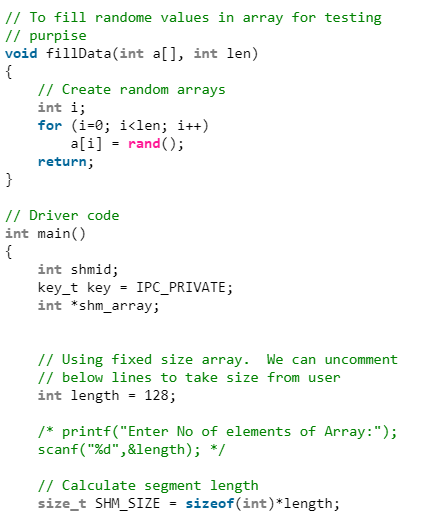 // To fill randome values in array for testing
// purpise
void fillData(int a[], int len)
{
    // Create random arrays
    int i;
    for (i=0; i<len; i++)
        a[i] = rand();
    return;
}

// Driver code
int main()
{
    int shmid;
    key_t key = IPC_PRIVATE;
    int *shm_array;

    // Using fixed size array.  We can uncomment
    // below lines to take size from user
    int length = 128;

    /* printf("Enter No of elements of Array:");
    scanf("%d",&length); */

    // Calculate segment length
    size_t SHM_SIZE = sizeof(int)*length;